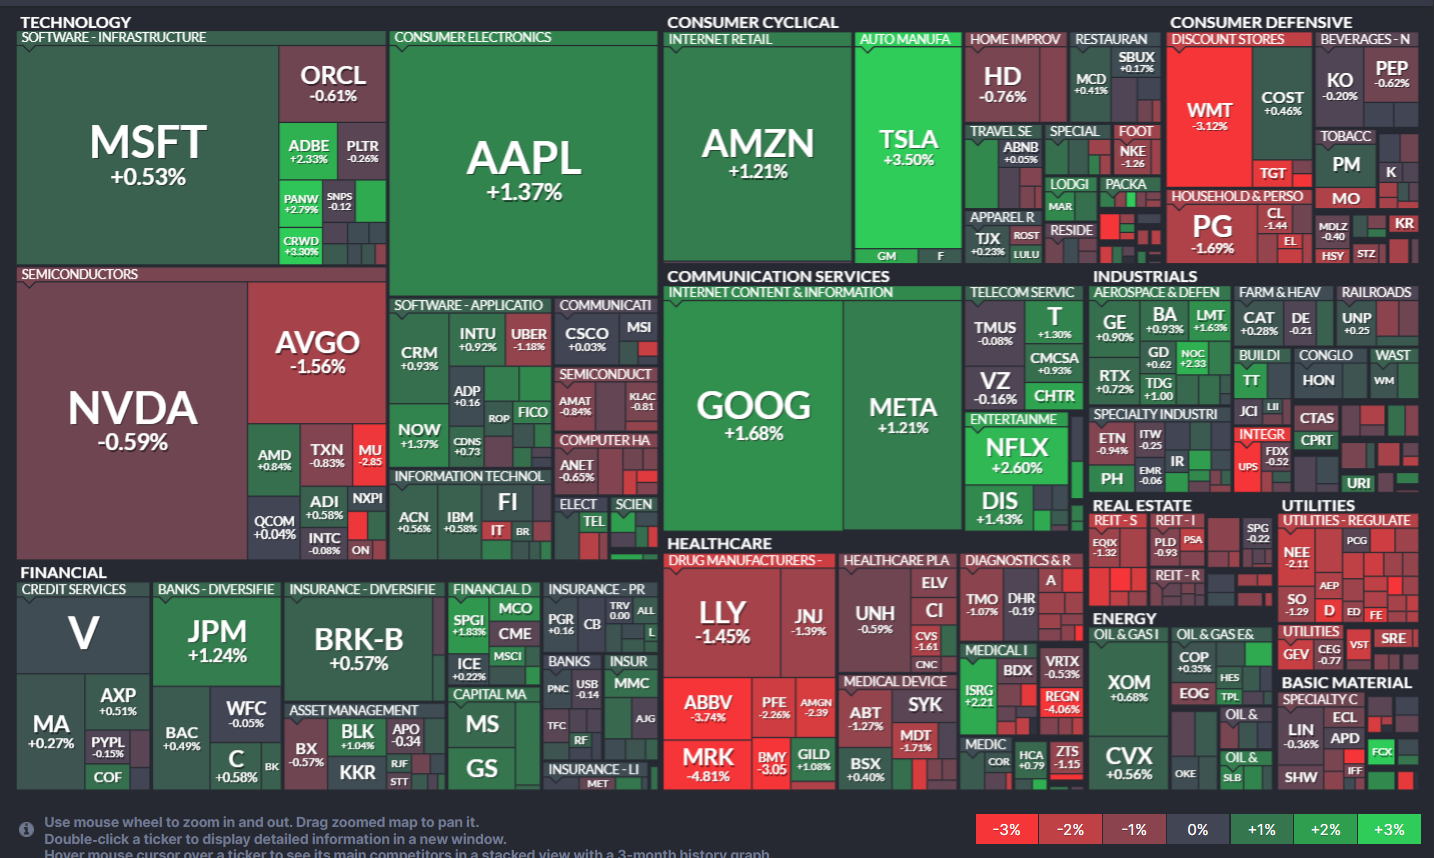 TECHNOLOGY
SOFTWARE - INFRASTRUCTURE
MSFT
+0.53%
ORCL
-0.61%
ADBE
+2.33%
PLTR
-0.26%
PANW
+2.79%
SNPS
-0.12
CRWD
+3.30%
CONSUMER ELECTRONICS
AAPL
+1.37%
SEMICONDUCTORS
NVDA
-0.59%
AVGO
-1.56%
AMD
+0.84%
TXN
-0.83%
MU
-2.85
QCOM
+0.04%
ADI
+0.58%
NXPI
INTC
-0.08%
ON
SOFTWARE - APPLICATIO
CRM
+0.93%
INTU
+0.92%
UBER
-1.18%
NOW
+1.37%
ADP
+0.16
ROP
FICO
CDNS
+0.73
INFORMATION TECHNOL
ACN
+0.56%
IBM
+0.58%
FI
IT
BR
COMMUNICATI
CSCO
+0.03%
MSI
SEMICONDUCT
AMAT
-0.84%
KLAC
-0.81
COMPUTER HA
ANET
-0.65%
ELECT
TEL
SCIEN
CONSUMER CYCLICAL
INTERNET RETAIL
AMZN
+1.21%
AUTO MANUFA
TSLA
+3.50%
GM
F
HOME IMPROV
HD
-0.76%
RESTAURAN
MCD
+0.41%
SBUX
+0.17%
TRAVEL SE
ABNB
+0.05%
SPECIAL
FOOT
NKE
-1.26
LODGI
MAR
PACKA
APPAREL R
TJX
+0.23%
ROST
LULU
RESIDE
CONSUMER DEFENSIVE
DISCOUNT STORES
WMT
-3.12%
COST
+0.46%
TGT
BEVERAGES - N
KO
-0.20%
PEP
-0.62%
TOBACC
PM
MO
K
HOUSEHOLD & PERSO
PG
-1.69%
CL
-1.44
EL
MDLZ
-0.40
KR
HSY
STZ
COMMUNICATION SERVICES
INTERNET CONTENT & INFORMATION
GOOG
+1.68%
META
+1.21%
TELECOM SERVIC
TMUS
-0.08%
T
+1.30%
VZ
-0.16%
CMCSA
+0.93%
CHTR
ENTERTAINME
NFLX
+2.60%
DIS
+1.43%
INDUSTRIALS
AEROSPACE & DEFEN
GE
+0.90%
BA
+0.93%
LMT
+1.63%
RTX
+0.72%
GD
+0.62
NOC
+2.33
TDG
+1.00
FARM & HEAV
CAT
+0.28%
DE
-0.21
RAILROADS
UNP
+0.25
BUILDI
TT
JCI
LII
CONGLO
HON
WAST
WM
SPECIALTY INDUSTRI
ETN
-0.94%
ITW
-0.25
EMR
-0.06
IR
PH
INTEGR
UPS
FDX
-0.52
CTAS
CPRT
URI
HEALTHCARE
DRUG MANUFACTURERS -
LLY
-1.45%
JNJ
-1.39%
ABBV
-3.74%
PFE
-2.26%
AMGN
-2.39
MRK
-4.81%
BMY
-3.05
GILD
+1.08%
HEALTHCARE PLA
UNH
-0.59%
ELV
CI
CVS
-1.61
CNC
MEDICAL DEVICE
ABT
-1.27%
SYK
MDT
-1.71%
BSX
+0.40%
DIAGNOSTICS & R
TMO
-1.07%
DHR
-0.19
A
MEDICAL I
ISRG
+2.21
BDX
VRTX
-0.53%
REGN
-4.06%
MEDIC
COR
HCA
+0.79
ZTS
-1.15
REAL ESTATE
REIT - S
EQIX
-1.32
REIT - I
PLD
-0.93
PSA
SPG
-0.22
REIT - R
UTILITIES
UTILITIES - REGULATE
NEE
-2.11
PCG
SO
-1.29
AEP
D
ED
FE
UTILITIES
GEV
CEG
-0.77
VST
SRE
ENERGY
OIL & GAS I
XOM
+0.68%
CVX
+0.56%
OIL & GAS E&
COP
+0.35%
HES
EOG
TPL
OIL &
OKE
OIL &
SLB
BASIC MATERIAL
SPECIALTY C
LIN
-0.36%
ECL
APD
FCX
SHW
IFF
FINANCIAL
CREDIT SERVICES
V
MA
+0.27%
AXP
+0.51%
PYPL
-0.15%
COF
BANKS - DIVERSIFIE
JPM
+1.24%
BAC
+0.49%
WFC
-0.05%
C
+0.58%
BK
INSURANCE - DIVERSIFIE
BRK-B
+0.57%
ASSET MANAGEMENT
BX
-0.57%
BLK
+1.04%
APO
-0.34
KKR
RJF
STT
FINANCIAL D
SPGI
+1.83%
MCO
CME
ICE
+0.22%
MSCI
CAPITAL MA
MS
GS
INSURANCE - PR
PGR
+0.16
CB
TRV
0.00
ALL
L
BANKS
PNC
USB
-0.14
TFC
RF
INSUR
MMC
AJG
INSURANCE - LI
MET
Use mouse wheel to zoom in and out. Drag zoomed map to pan it.
Double-click a ticker to display detailed information in a new window.
Hover mouse cursor over a ticker to see its main competitors in a stacked view with a 3-month history graph.
-3% -2% -1% 0% +1% +2% +3%